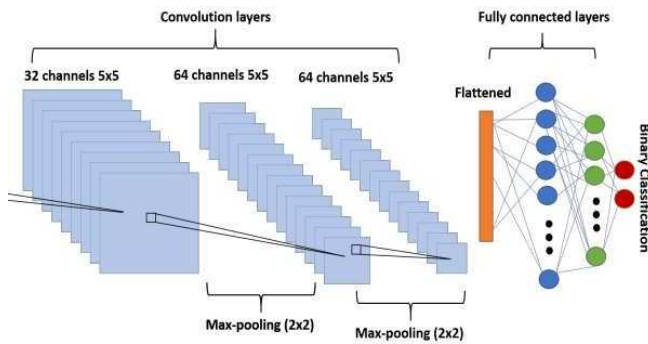 Convolution layers
Fully connected layers
32 channels 5x5
64 channels 5x5
64 channels 5x5
Flattened
Binary Classification
Max-pooling (2x2)
Max-pooling (2x2)